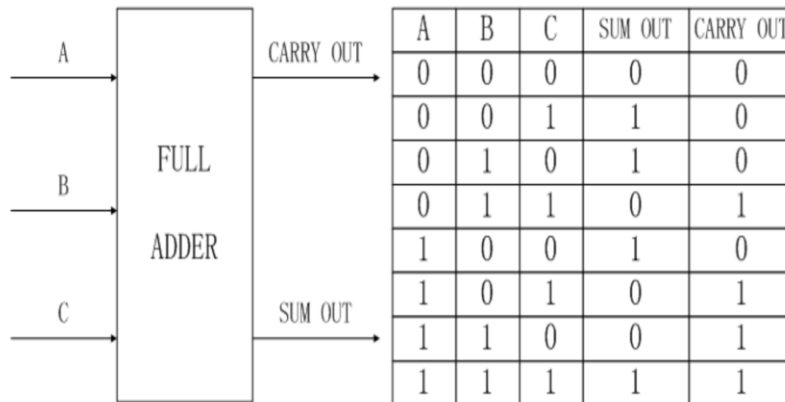 A
B
C
FULL
ADDER
CARRY OUT
SUM OUT
A B C SUM OUT CARRY OUT
0 0 0 0 0
0 0 1 1 0
0 1 0 1 0
0 1 1 0 1
1 0 0 1 0
1 0 1 0 1
1 1 0 0 1
1 1 1 1 1